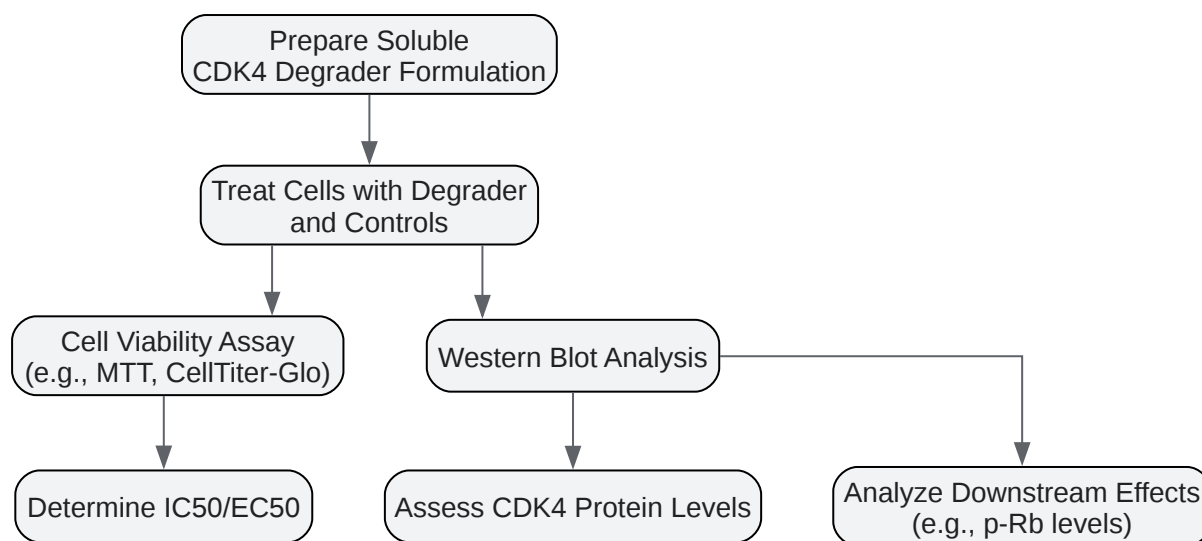 Prepare Soluble
CDK4 Degrader Formulation
Treat Cells with Degrader
and Controls
Cell Viability Assay
(e.g., MTT, CellTiter-Glo)
Western Blot Analysis
Determine IC50/EC50
Assess CDK4 Protein Levels
Analyze Downstream Effects
(e.g., p-Rb levels)